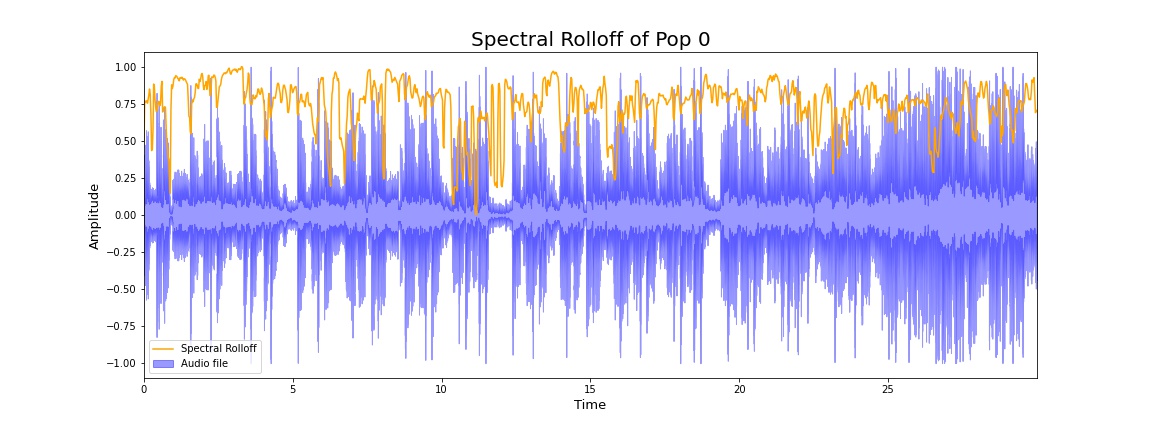 Spectral Rolloff of Pop 0
1.00
0.75
0.50
0.25
0.00
−0.25
−0.50
−0.75
−1.00
Amplitude
Spectral Rolloff
Audio file
0 5 10 15 20 25
Time